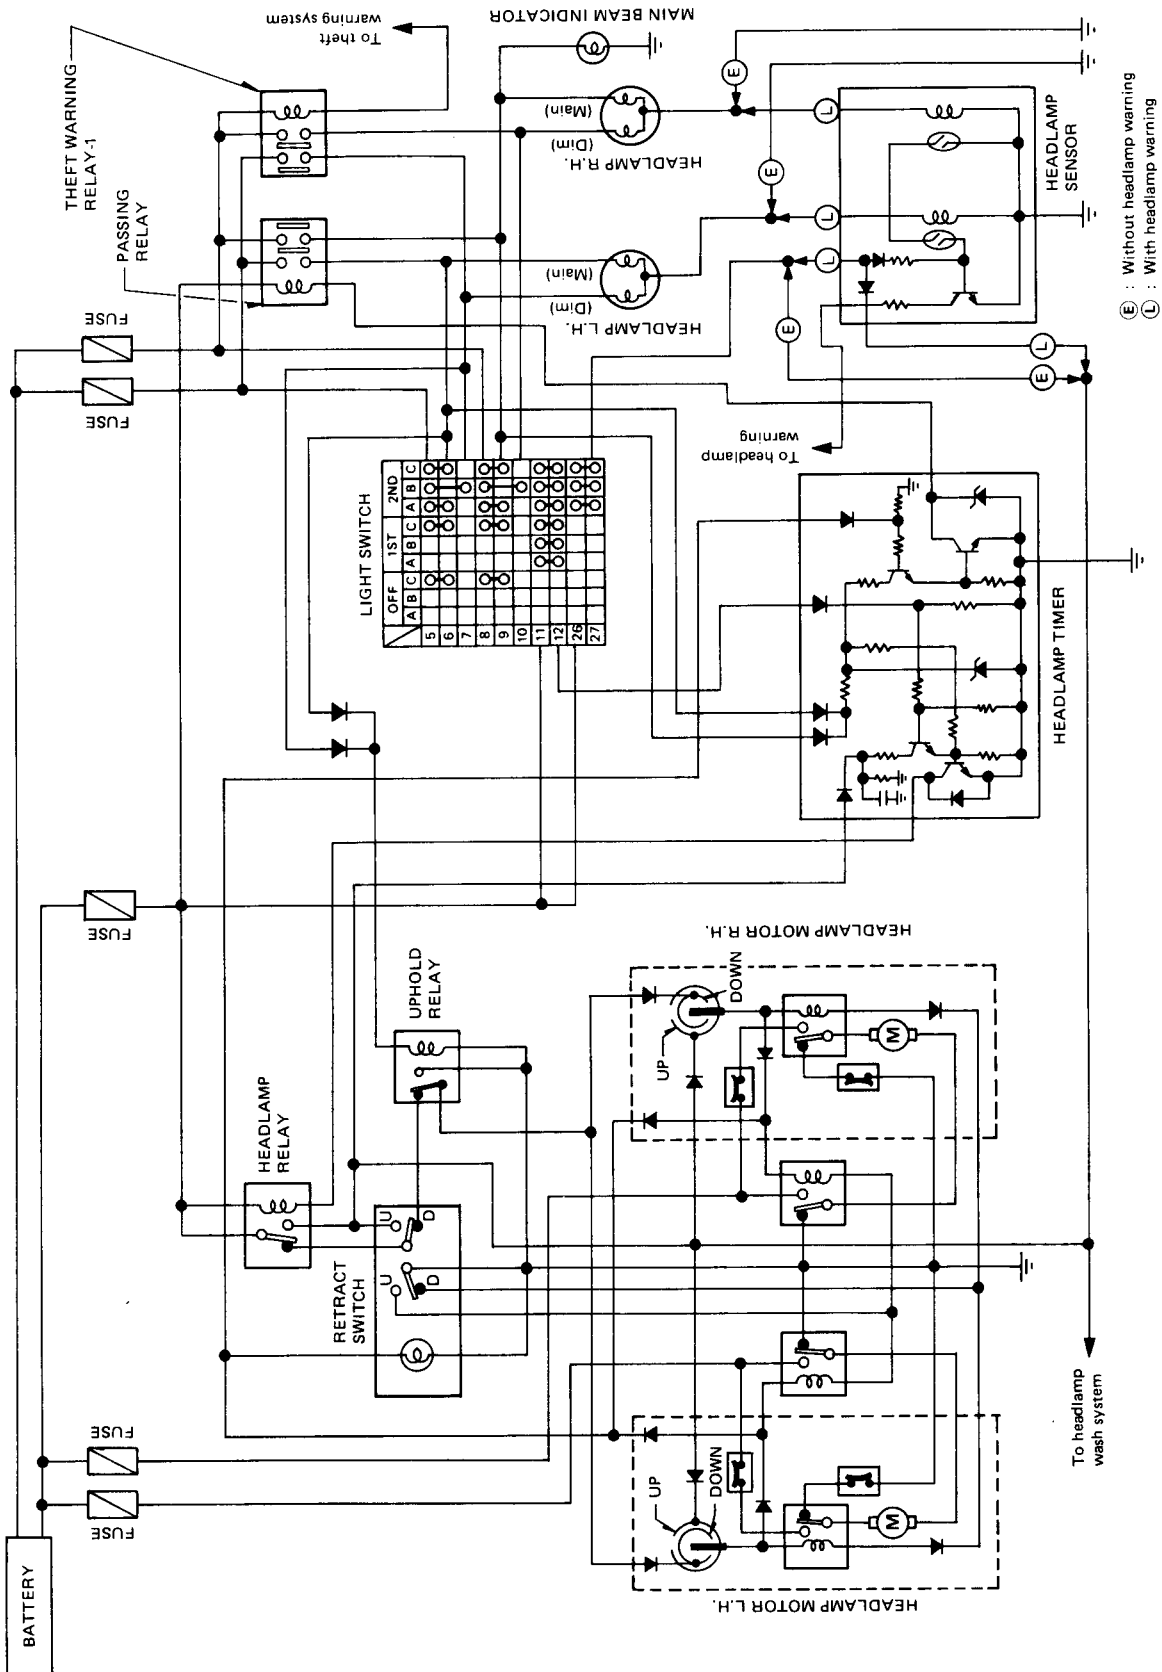 BATTERY
FUSE
FUSE
FUSE
FUSE
FUSE
THEFT WARNING
RELAY-1
PASSING
RELAY
To theft
warning system
MAIN BEAM INDICATOR
(Main)
(Dim)
HEADLAMP R.H.
(Main)
(Dim)
HEADLAMP L.H.
E
L
E
L
E
L
L
E
HEADLAMP
SENSOR
E : Without headlamp warning
L : With headlamp warning
To headlamp
warning
LIGHT SWITCH
OFF 1ST 2ND
A B C A B C A B C
5
6
7
8
9
10
11
12
26
27
HEADLAMP TIMER
HEADLAMP
RELAY
UPHOLD
RELAY
RETRACT
SWITCH
U
D
U
D
HEADLAMP MOTOR R.H.
UP
DOWN
M
HEADLAMP MOTOR L.H.
UP
DOWN
M
To headlamp
wash system